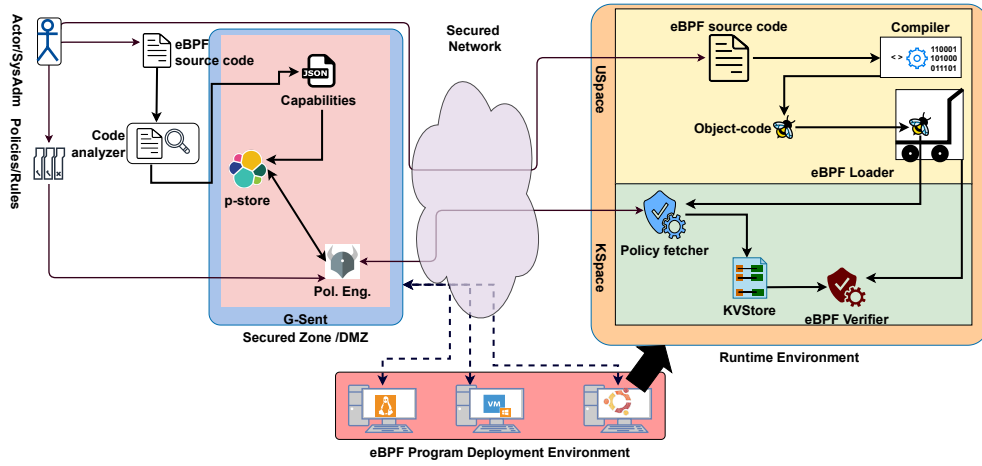 Actor/SysAdm
Policies/Rules
eBPF
source code
Code
analyzer
JSON
Capabilities
p-store
Pol. Eng.
G-Sent
Secured Zone /DMZ
Secured
Network
USpace
KSpace
eBPF source code
Compiler
< >
110001
101000
011101
Object-code
eBPF Loader
Policy fetcher
KVStore
eBPF Verifier
Runtime Environment
VM
eBPF Program Deployment Environment